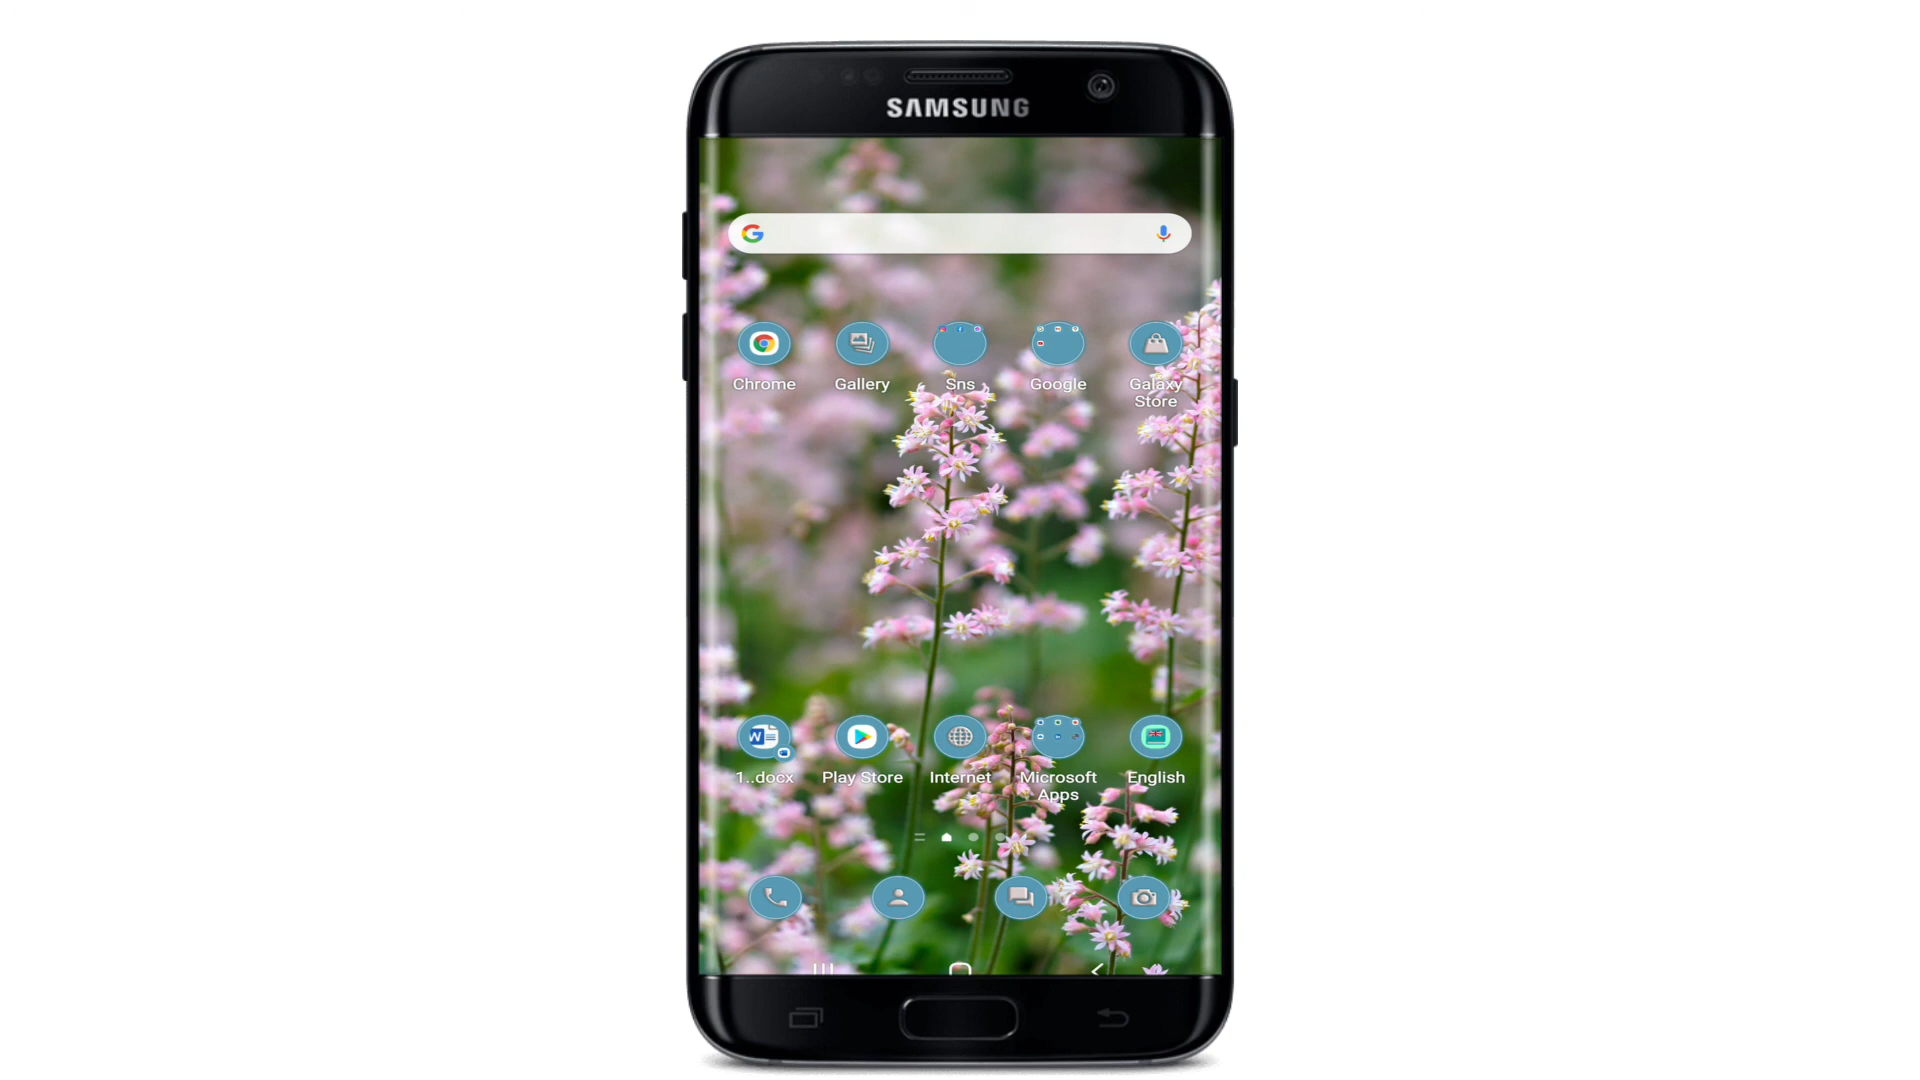 SAMSUNG
Chrome
Gallery
Sns
Google
Galaxy
Store
1..docx
Play Store
Internet
Microsoft
Apps
English